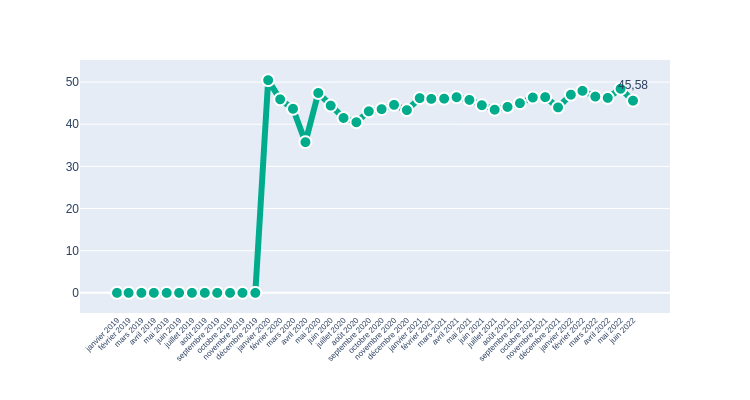 50
40
30
20
10
0
45,58
janvier 2019
février 2019
mars 2019
avril 2019
mai 2019
juin 2019
juillet 2019
août 2019
septembre 2019
octobre 2019
novembre 2019
décembre 2019
janvier 2020
février 2020
mars 2020
avril 2020
mai 2020
juin 2020
juillet 2020
août 2020
septembre 2020
octobre 2020
novembre 2020
décembre 2020
janvier 2021
février 2021
mars 2021
avril 2021
mai 2021
juin 2021
juillet 2021
août 2021
septembre 2021
octobre 2021
novembre 2021
décembre 2021
janvier 2022
février 2022
mars 2022
avril 2022
mai 2022
juin 2022